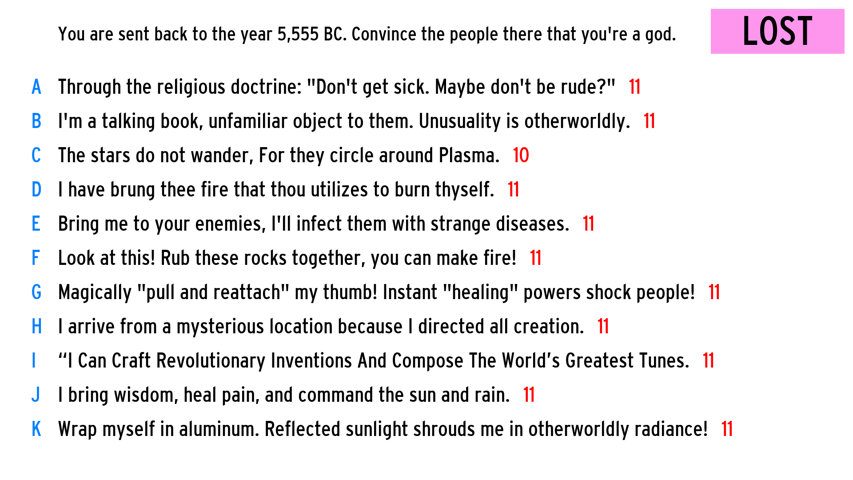 You are sent back to the year 5,555 BC. Convince the people there that you're a god.
LOST
A Through the religious doctrine: "Don't get sick. Maybe don't be rude?" 11
B I'm a talking book, unfamiliar object to them. Unusuality is otherworldly. 11
C The stars do not wander, For they circle around Plasma. 10
D I have brung thee fire that thou utilizes to burn thyself. 11
E Bring me to your enemies, I'll infect them with strange diseases. 11
F Look at this! Rub these rocks together, you can make fire! 11
G Magically "pull and reattach" my thumb! Instant "healing" powers shock people! 11
H I arrive from a mysterious location because I directed all creation. 11
I “I Can Craft Revolutionary Inventions And Compose The World’s Greatest Tunes. 11
J I bring wisdom, heal pain, and command the sun and rain. 11
K Wrap myself in aluminum. Reflected sunlight shrouds me in otherworldly radiance! 11